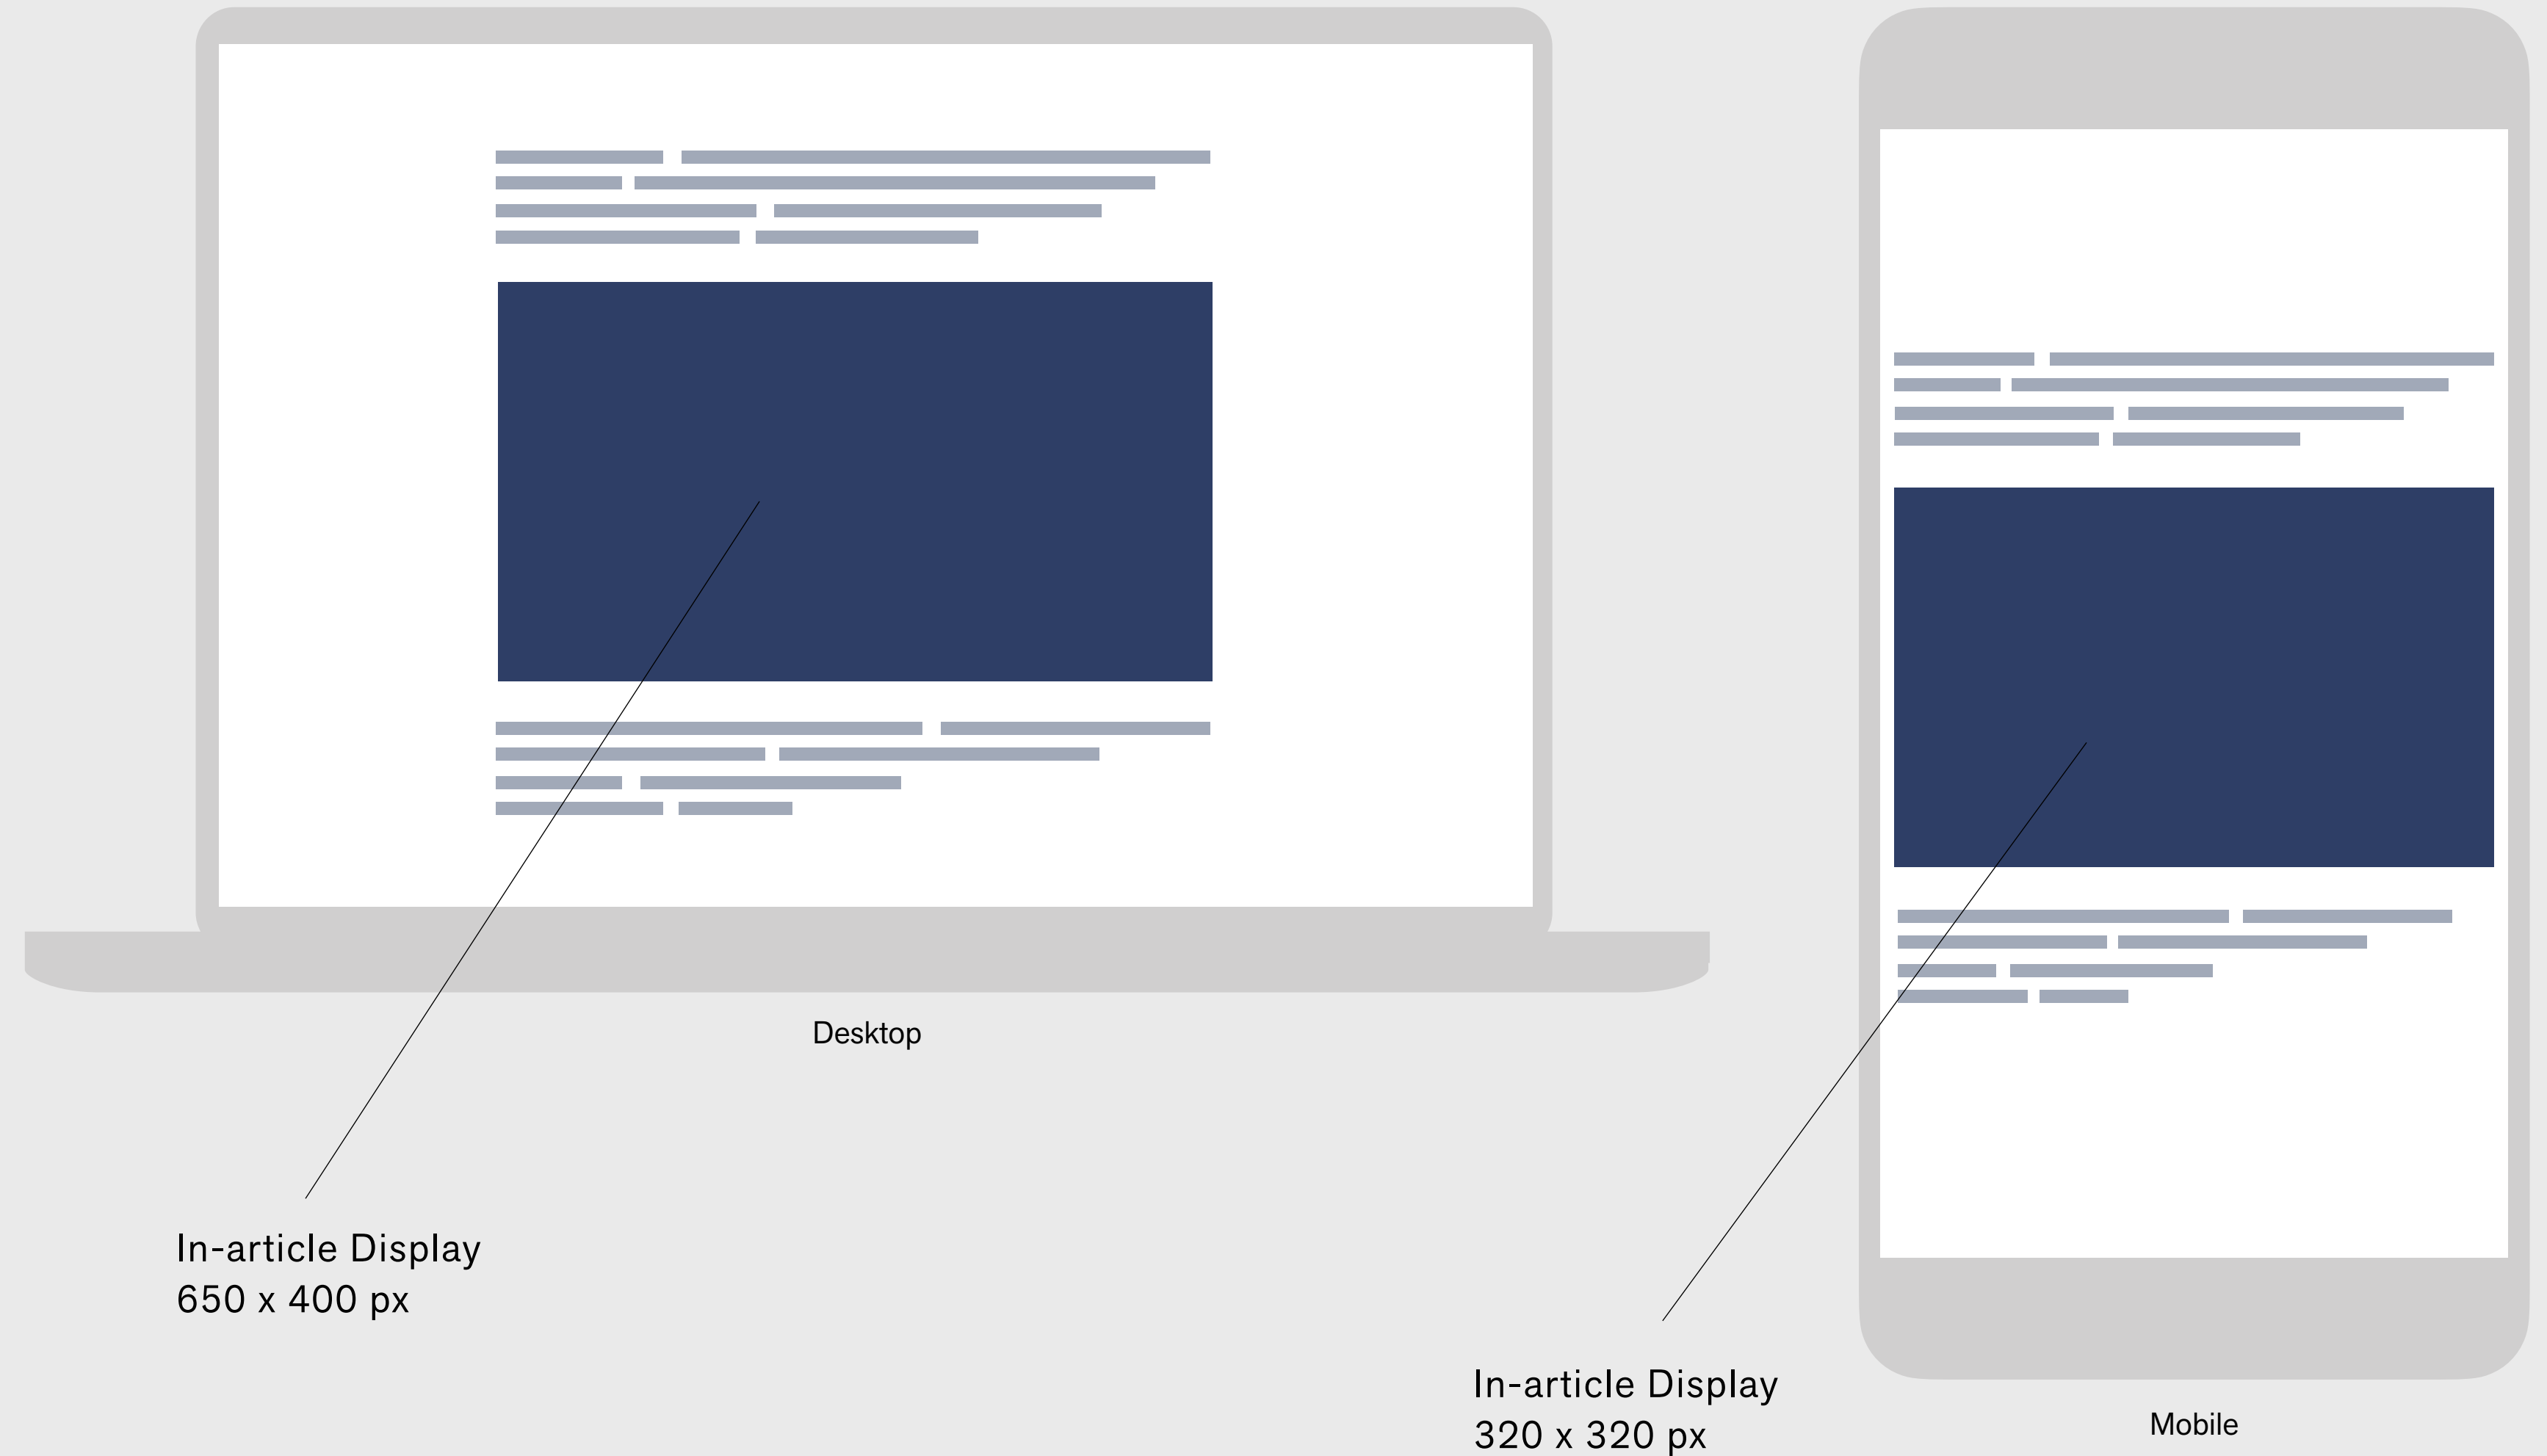 Desktop
In-article Display
650 x 400 px
In-article Display
320 x 320 px
Mobile